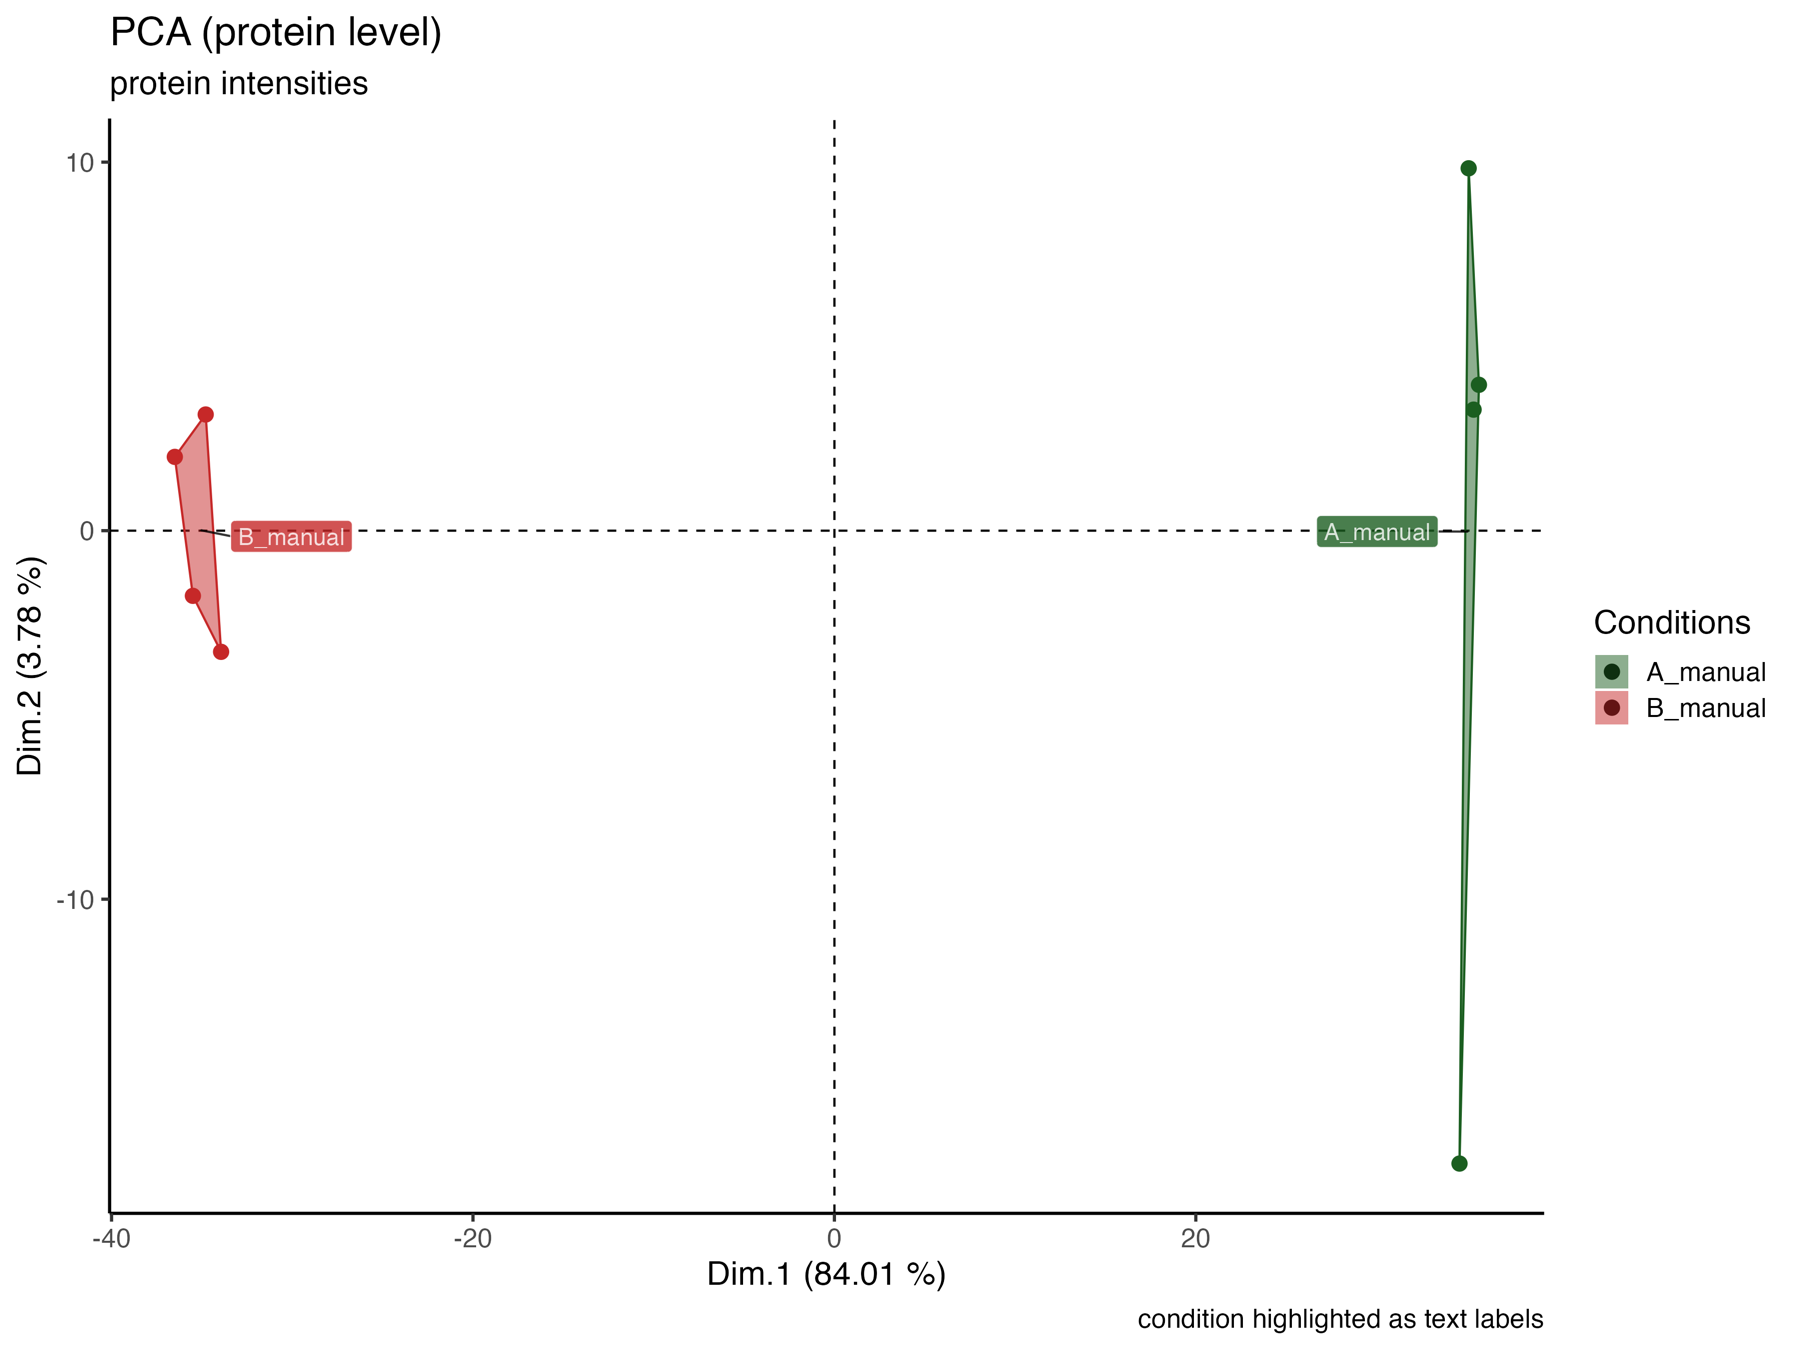 PCA (protein level)
protein intensities
10
0
-10
Dim.2 (3.78 %)
B_manual
A_manual
Conditions
A_manual
B_manual
-40
-20
0
20
Dim.1 (84.01 %)
condition highlighted as text labels